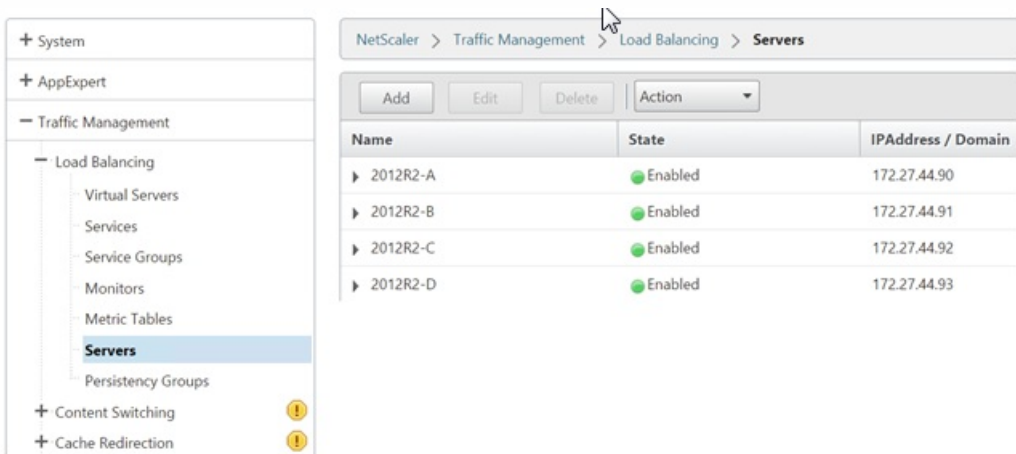 System
AppExpert
Traffic Management
Load Balancing
Virtual Servers
Services
Service Groups
Monitors
Metric Tables
Servers
Persistency Groups
Content Switching
Cache Redirection
NetScaler > Traffic Management > Load Balancing > Servers
Add Edit Delete Action
Name State IPAddress / Domain
2012R2-A Enabled 172.27.44.90
2012R2-B Enabled 172.27.44.91
2012R2-C Enabled 172.27.44.92
2012R2-D Enabled 172.27.44.93